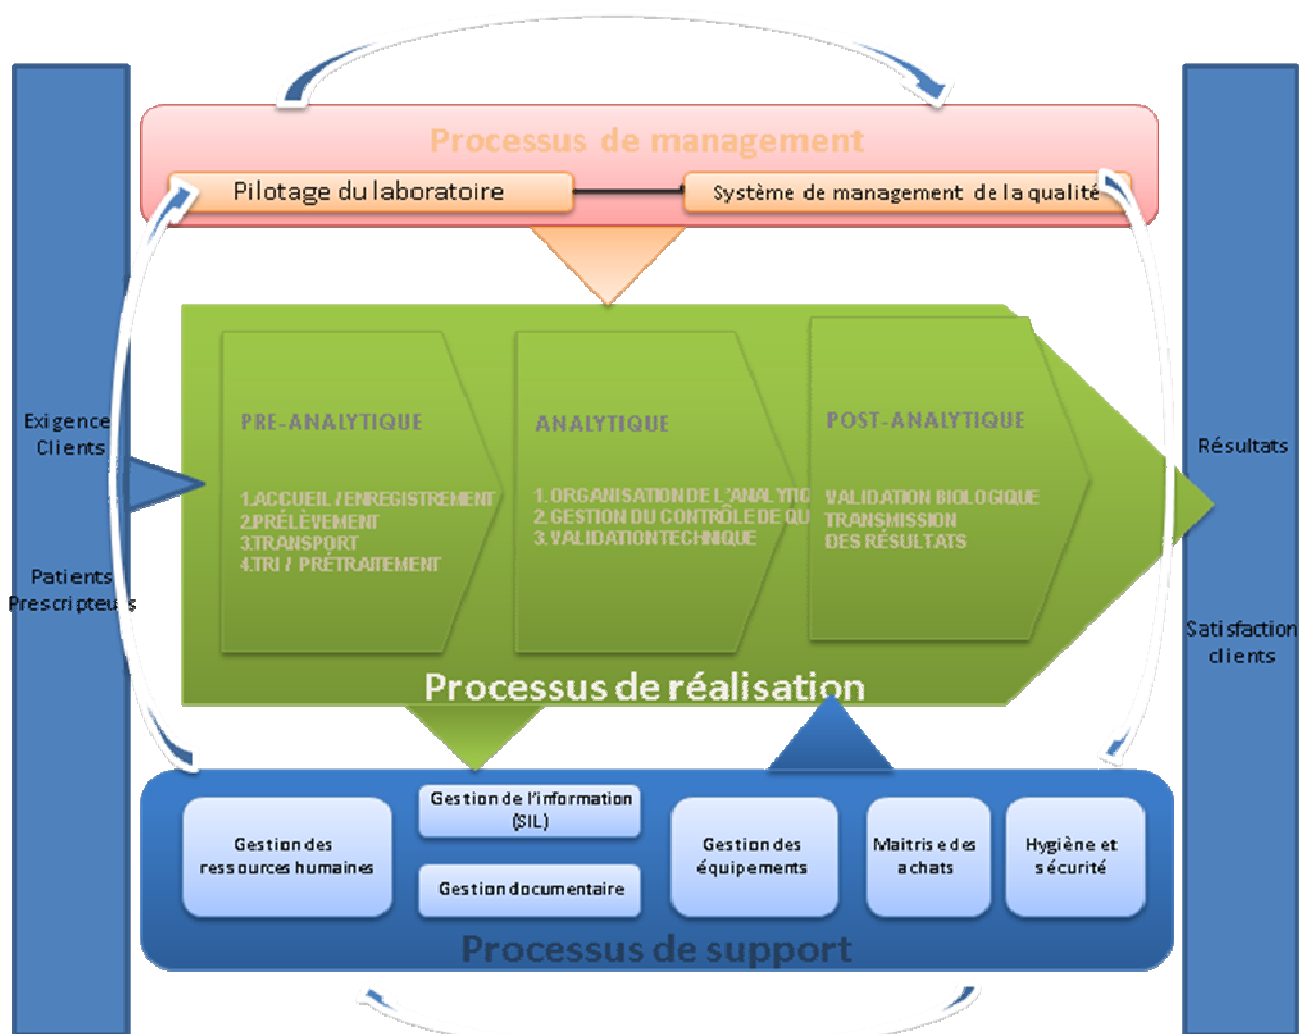 Processus de management
Pilotage du laboratoire
Système de management de la qualité
Exigence
Clients
Patients
Prescripteurs
PRE-ANALYTIQUE
1.ACCUEIL / ENREGISTREMENT
2.PRÉLÈVEMENT
3.TRANSPORT
4.TRI / PRÉTRAITEMENT
ANALYTIQUE
1. ORGANISATION DE L'ANALYTIQ
2. GESTION DU CONTRÔLE DE QU
3. VALIDATION TECHNIQUE
POST-ANALYTIQUE
VALIDATION BIOLOGIQUE
TRANSMISSION
DES RÉSULTATS
Processus de réalisation
Résultats
Satisfaction
clients
Gestion des
ressources humaines
Gestion de l'information
(SIL)
Gestion documentaire
Gestion des
équipements
Maitrise des
achats
Hygiène et
sécurité
Processus de support